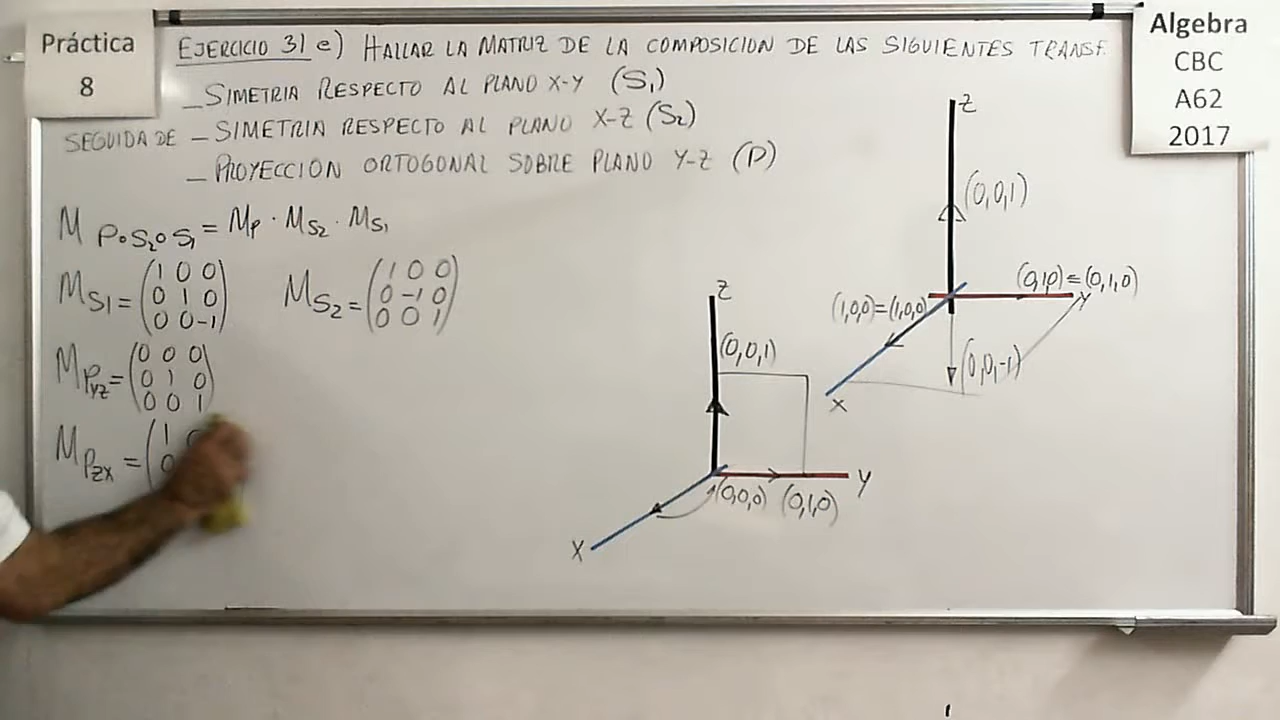 Práctica
8
EJERCICIO 31 e) HALLAR LA MATRIZ DE LA COMPOSICION DE LAS SIGUIENTES TRANSF.
_SIMETRIA RESPECTO AL PLANO X-Y (S1)
SEGUIDA DE _ SIMETRIA RESPECTO AL PLANO X-Z (S2)
_ PROYECCION ORTOGONAL SOBRE PLANO Y-Z (P)
Algebra
CBC
A62
2017
M P∘S2∘S1 = MP · MS2 · MS1
MS1 = (1 0 0
0 1 0
0 0 -1)
MS2 = (1 0 0
0 -1 0
0 0 1)
MPYZ = (0 0 0
0 1 0
0 0 1)
MPZX = (1 0
0
Z
(0,0,1)
(0,0,0) (0,1,0)
Y
X
Z
(0,0,1)
(0,1,0)=(0,1,0)
Y
(1,0,0)=(1,0,0)
(0,0,-1)
X